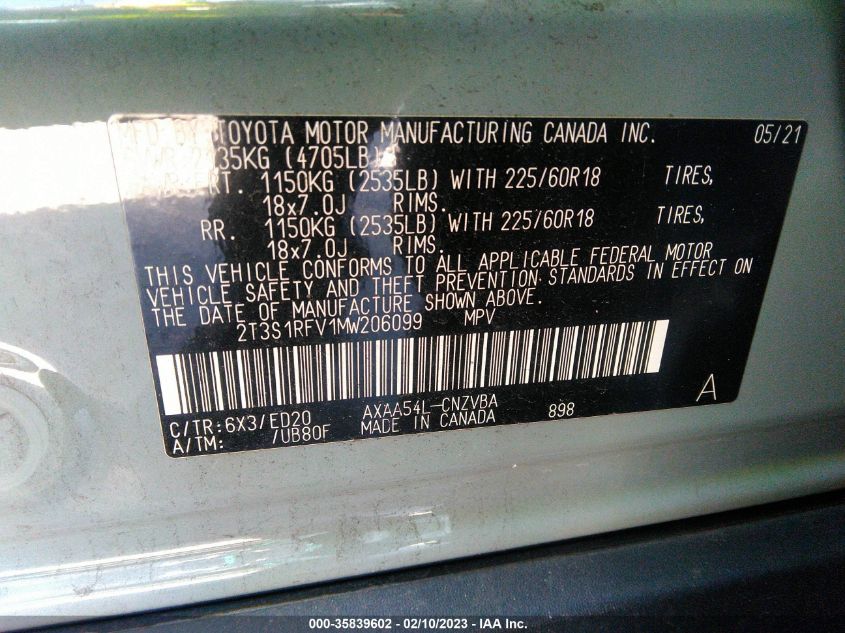 MFD BY TOYOTA MOTOR MANUFACTURING CANADA INC. 05/21
35KG (4705LB)
RT. 1150KG (2535LB) WITH 225/60R18 TIRES,
18x7.0J RIMS.
RR. 1150KG (2535LB) WITH 225/60R18 TIRES,
18x7.0J RIMS.
THIS VEHICLE CONFORMS TO ALL APPLICABLE FEDERAL MOTOR
VEHICLE SAFETY AND THEFT PREVENTION STANDARDS IN EFFECT ON
THE DATE OF MANUFACTURE SHOWN ABOVE.
2T3S1RFV1MW206099 MPV
A
C/TR:6X3/ED20 AXAA54L-CNZVBA 898
A/TM: /UB80F MADE IN CANADA
000-35839602 - 02/10/2023 - © IAA Inc.